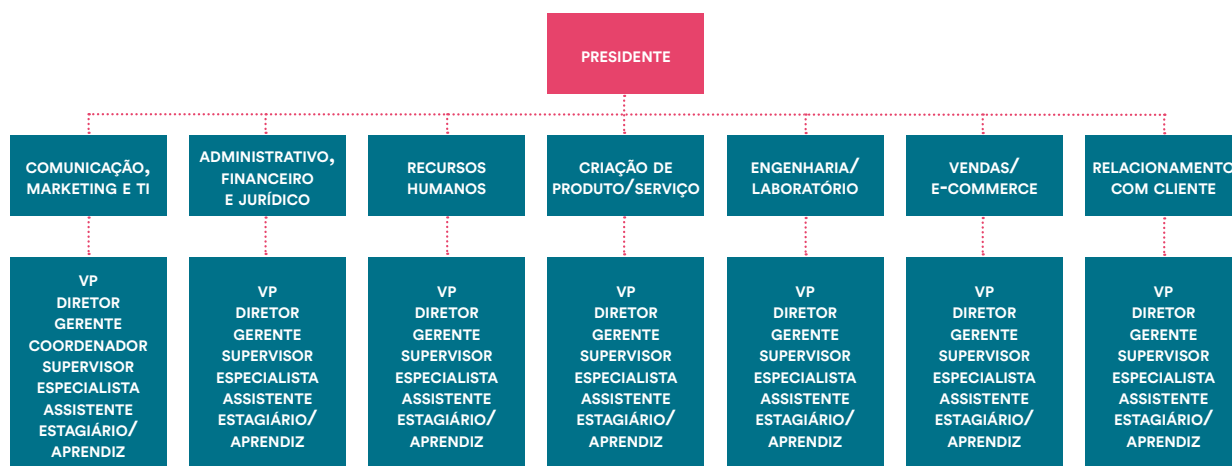 PRESIDENTE
COMUNICAÇÃO,
MARKETING E TI
ADMINISTRATIVO,
FINANCEIRO
E JURÍDICO
RECURSOS
HUMANOS
CRIAÇÃO DE
PRODUTO/SERVIÇO
ENGENHARIA/
LABORATÓRIO
VENDAS/
E-COMMERCE
RELACIONAMENTO
COM CLIENTE
VP
DIRETOR
GERENTE
COORDENADOR
SUPERVISOR
ESPECIALISTA
ASSISTENTE
ESTAGIÁRIO/
APRENDIZ
VP
DIRETOR
GERENTE
SUPERVISOR
ESPECIALISTA
ASSISTENTE
ESTAGIÁRIO/
APRENDIZ
VP
DIRETOR
GERENTE
SUPERVISOR
ESPECIALISTA
ASSISTENTE
ESTAGIÁRIO/
APRENDIZ
VP
DIRETOR
GERENTE
SUPERVISOR
ESPECIALISTA
ASSISTENTE
ESTAGIÁRIO/
APRENDIZ
VP
DIRETOR
GERENTE
SUPERVISOR
ESPECIALISTA
ASSISTENTE
ESTAGIÁRIO/
APRENDIZ
VP
DIRETOR
GERENTE
SUPERVISOR
ESPECIALISTA
ASSISTENTE
ESTAGIÁRIO/
APRENDIZ
VP
DIRETOR
GERENTE
SUPERVISOR
ESPECIALISTA
ASSISTENTE
ESTAGIÁRIO/
APRENDIZ